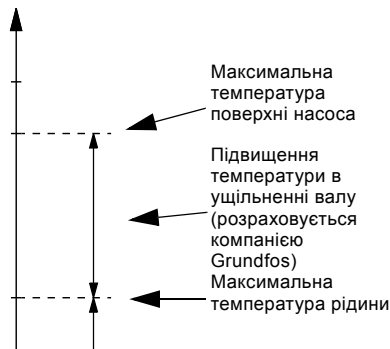 Максимальна
температура
поверхні насоса
Підвищення
температури в
ущільненні валу
(розраховується
компанією
Grundfos)
Максимальна
температура рідини